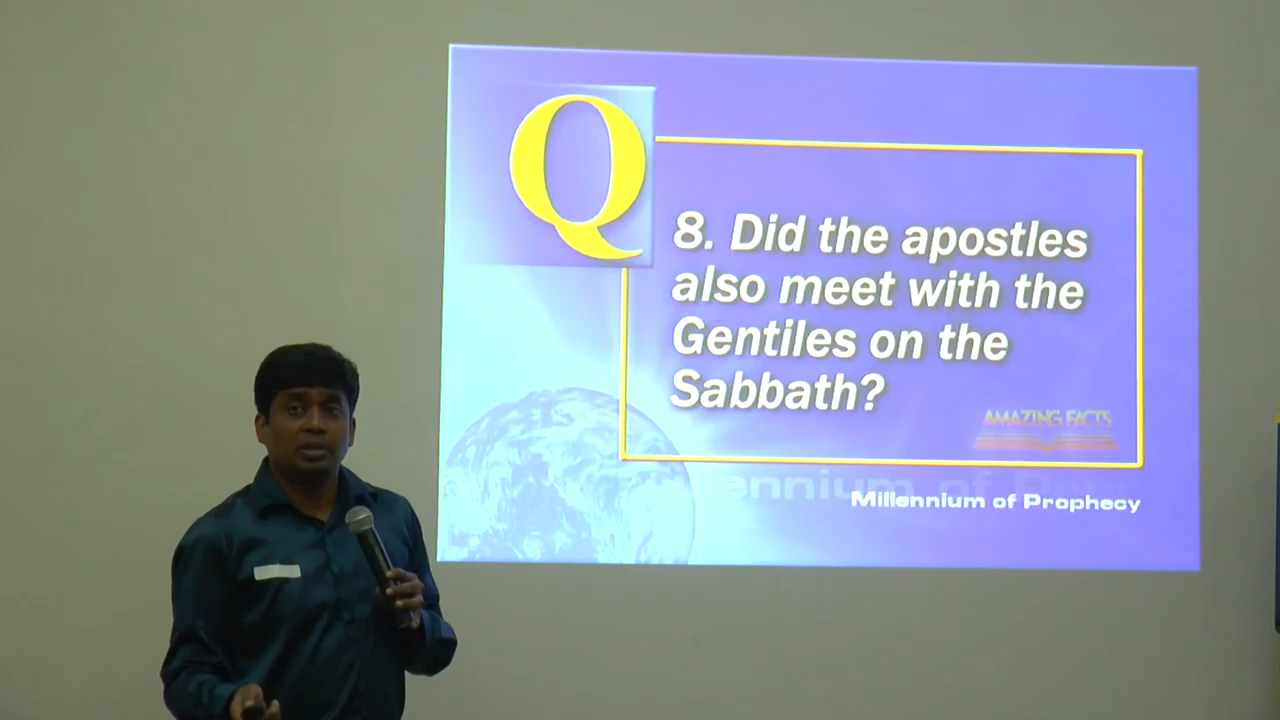 Q
8. Did the apostles
also meet with the
Gentiles on the
Sabbath?
AMAZING FACTS
Millennium of Prophecy